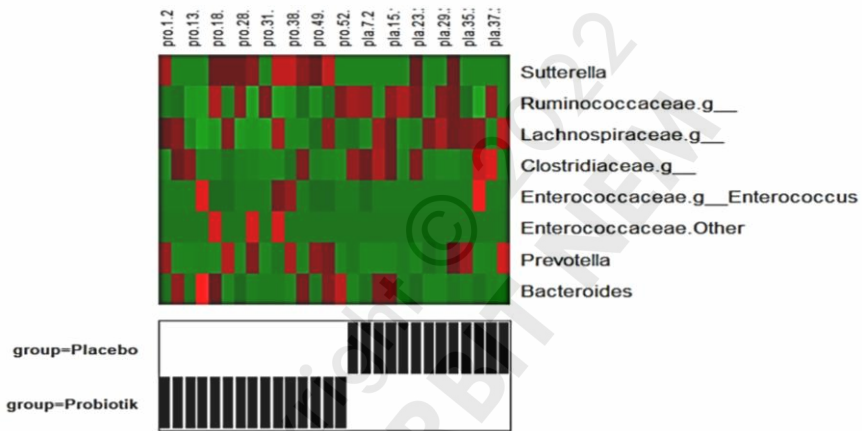 pro.1.2 pro.13. pro.18. pro.28. pro.31. pro.38. pro.49. pro.52. pla.7.2 pla.15.: pla.23.: pla.29.: pla.35.: pla.37.:
Sutterella
Ruminococcaceae.g__
Lachnospiraceae.g__
Clostridiaceae.g__
Enterococcaceae.g__Enterococcus
Enterococcaceae.Other
Prevotella
Bacteroides
group=Placebo
group=Probiotik
© 2022
NEM